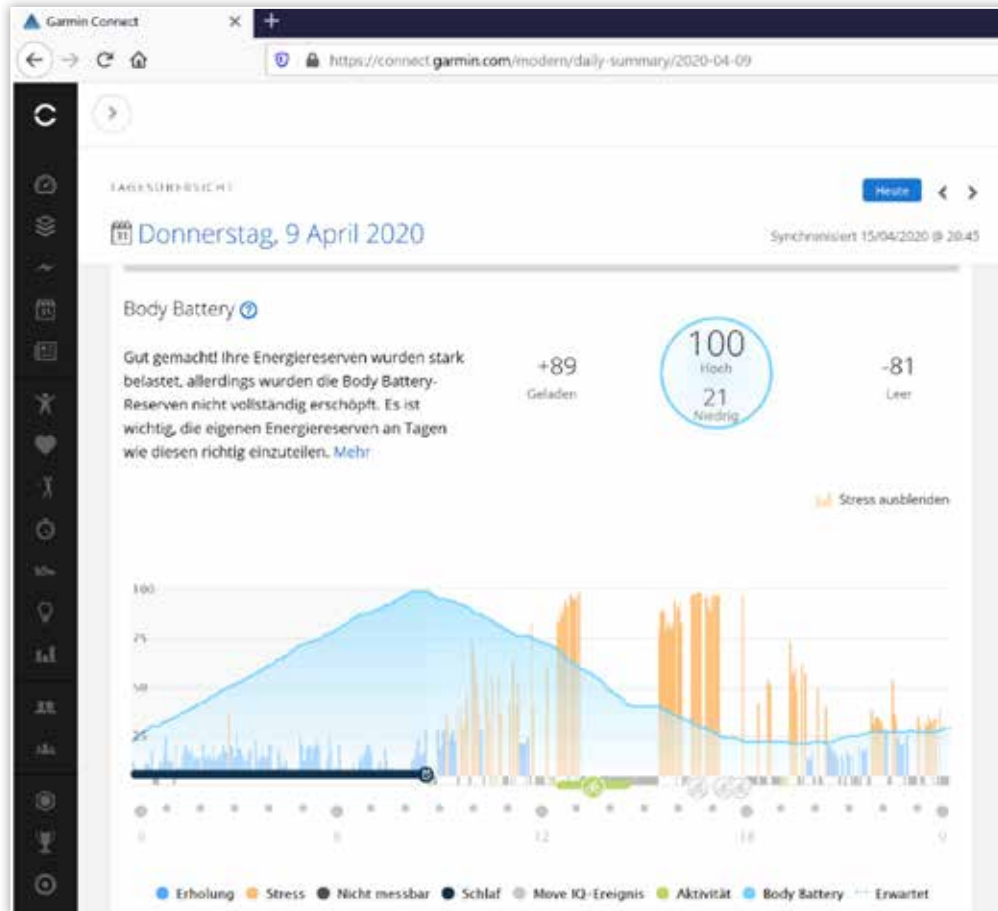 Garmin Connect
https://connect.garmin.com/modern/daily-summary/2020-04-09
TAGESÜBERSICHT
Heute
Donnerstag, 9 April 2020
Synchronisiert 15/04/2020 @ 20:45
Body Battery
Gut gemacht! Ihre Energiereserven wurden stark
belastet, allerdings wurden die Body Battery-
Reserven nicht vollständig erschöpft. Es ist
wichtig, die eigenen Energiereserven an Tagen
wie diesen richtig einzuteilen. Mehr
+89
Geladen
100
Hoch
21
Niedrig
-81
Leer
Stress ausblenden
100
75
50
25
0
6
12
18
0
Erholung Stress Nicht messbar Schlaf Move IQ-Ereignis Aktivität Body Battery Erwartet